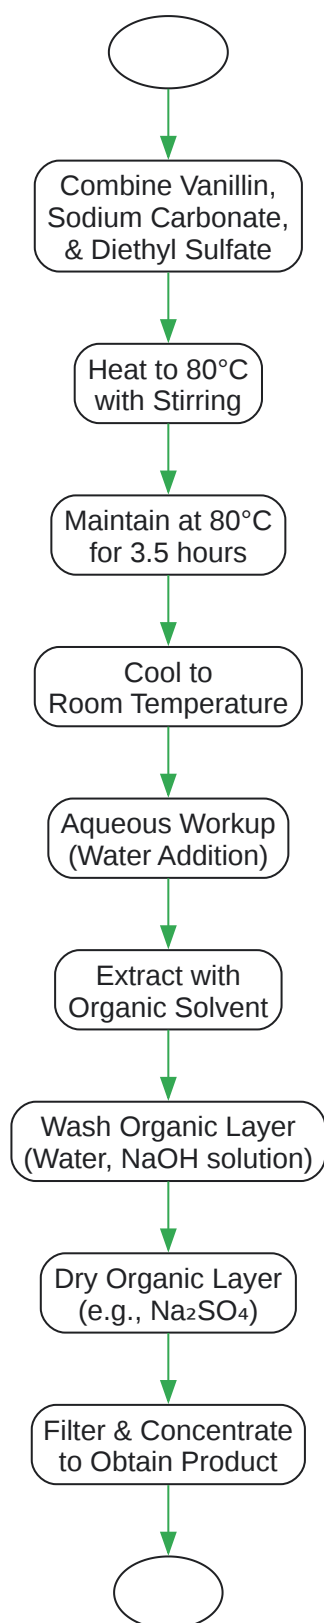 Combine Vanillin,
Sodium Carbonate,
& Diethyl Sulfate
Heat to 80°C
with Stirring
Maintain at 80°C
for 3.5 hours
Cool to
Room Temperature
Aqueous Workup
(Water Addition)
Extract with
Organic Solvent
Wash Organic Layer
(Water, NaOH solution)
Dry Organic Layer
(e.g., Na₂SO₄)
Filter & Concentrate
to Obtain Product